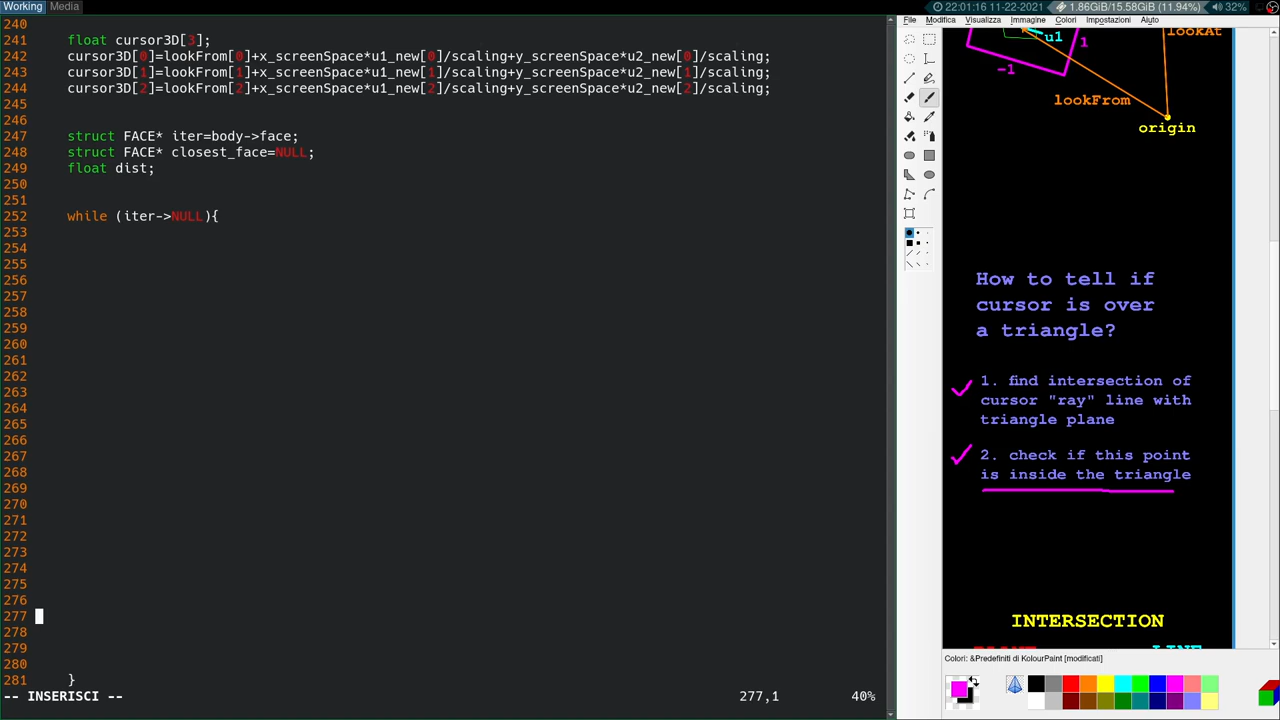 Working Media
22:01:16 11-22-2021 1.86GiB/15.58GiB (11.94%) 32%
240
241 float cursor3D[3];
242 cursor3D[0]=lookFrom[0]+x_screenSpace*u1_new[0]/scaling+y_screenSpace*u2_new[0]/scaling;
243 cursor3D[1]=lookFrom[1]+x_screenSpace*u1_new[1]/scaling+y_screenSpace*u2_new[1]/scaling;
244 cursor3D[2]=lookFrom[2]+x_screenSpace*u1_new[2]/scaling+y_screenSpace*u2_new[2]/scaling;
245
246
247 struct FACE* iter=body->face;
248 struct FACE* closest_face=NULL;
249 float dist;
250
251
252 while (iter->NULL){
253
254
255
256
257
258
259
260
261
262
263
264
265
266
267
268
269
270
271
272
273
274
275
276
277
278
279
280
281 }
-- INSERISCI -- 277,1 40%
File Modifica Visualizza Immagine Colori Impostazioni Aiuto
lookAt
u1
1
-1
lookFrom
origin
How to tell if
cursor is over
a triangle?
1. find intersection of
cursor "ray" line with
triangle plane
2. check if this point
is inside the triangle
INTERSECTION
PLANE LINE
Colori: &Predefiniti di KolourPaint [modificati]